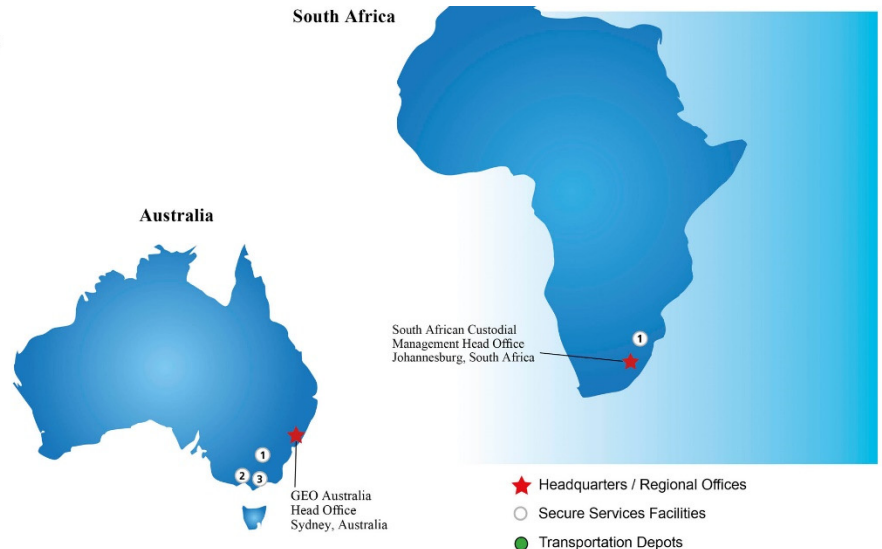 South Africa
Australia
South African Custodial
Management Head Office
Johannesburg, South Africa
1
1
2
3
GEO Australia
Head Office
Sydney, Australia
Headquarters / Regional Offices
Secure Services Facilities
Transportation Depots